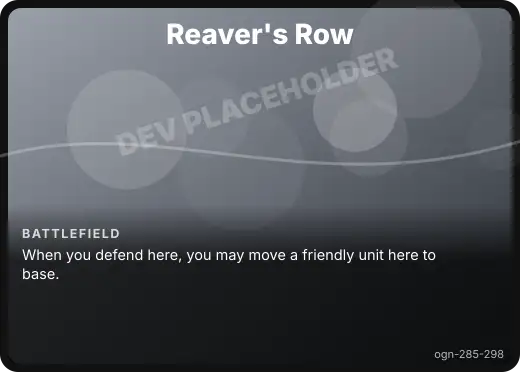 Reaver's Row
DEV PLACEHOLDER
BATTLEFIELD
When you defend here, you may move a friendly unit here to
base.
ogn-285-298